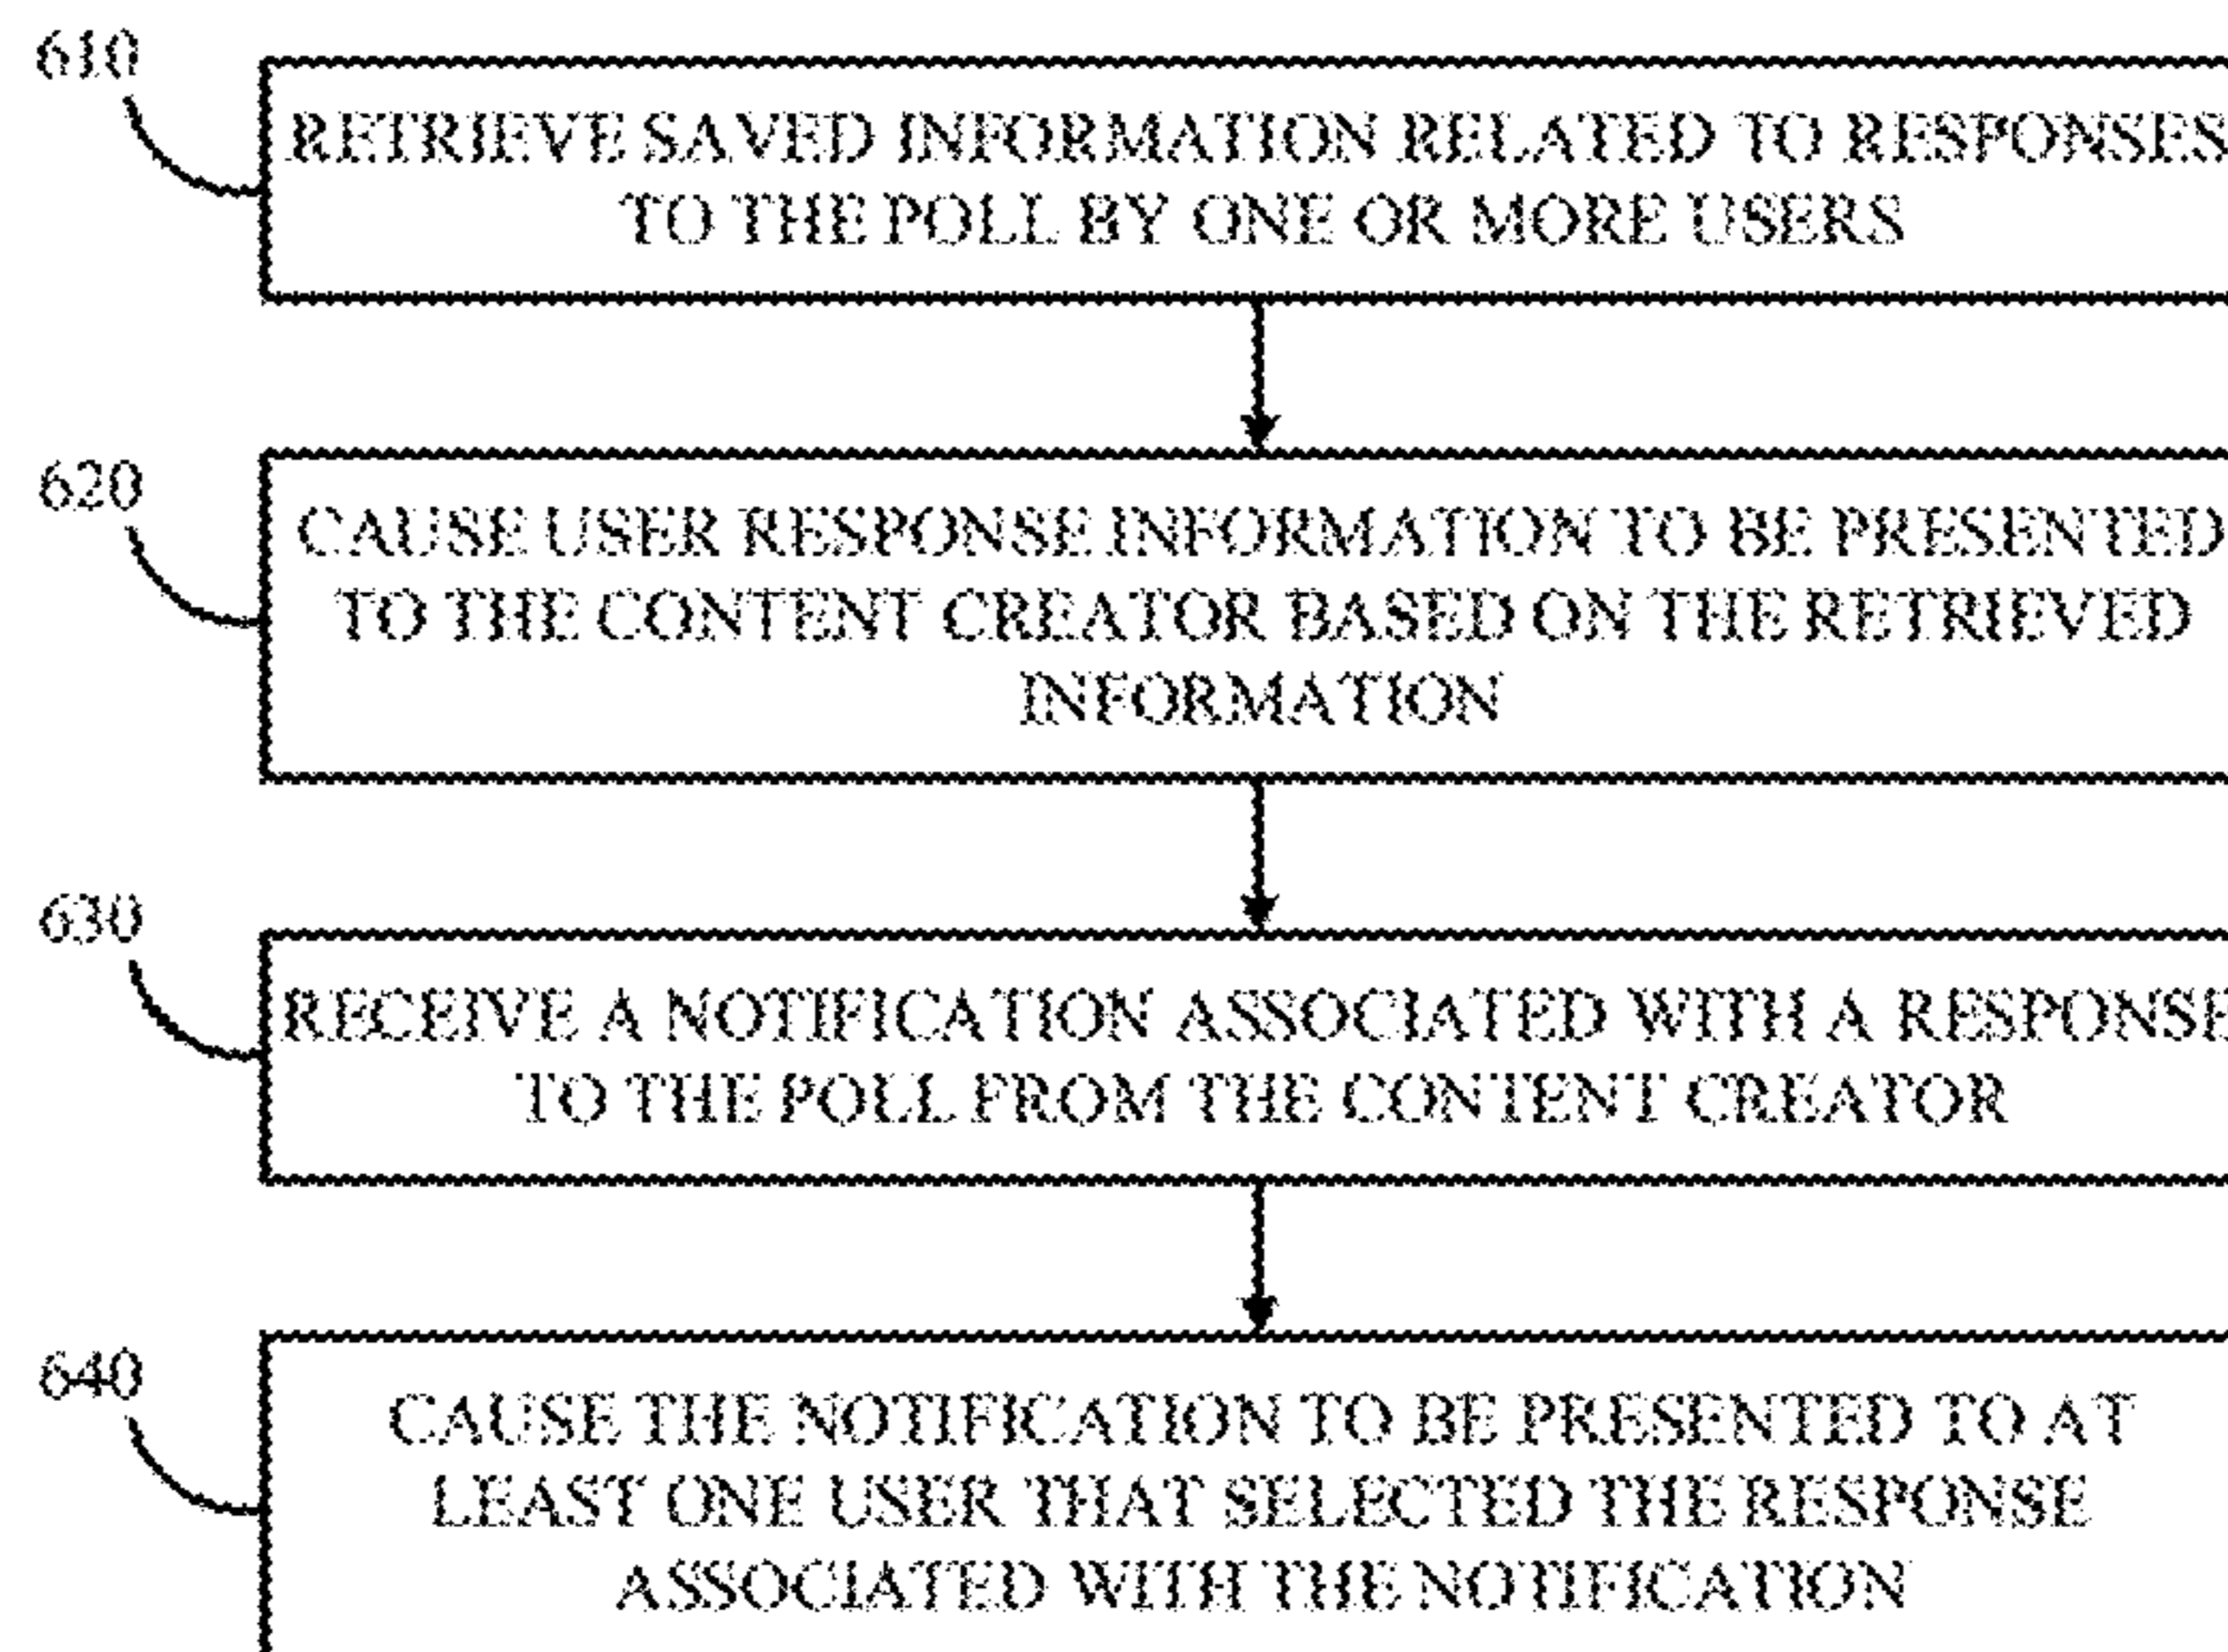 610
RETRIEVE SAVED INFORMATION RELATED TO RESPONSES
TO THE POLL BY ONE OR MORE USERS
620
CAUSE USER RESPONSE INFORMATION TO BE PRESENTED
TO THE CONTENT CREATOR BASED ON THE RETRIEVED
INFORMATION
630
RECEIVE A NOTIFICATION ASSOCIATED WITH A RESPONSE
TO THE POLL FROM THE CONTENT CREATOR
640
CAUSE THE NOTIFICATION TO BE PRESENTED TO AT
LEAST ONE USER THAT SELECTED THE RESPONSE
ASSOCIATED WITH THE NOTIFICATION